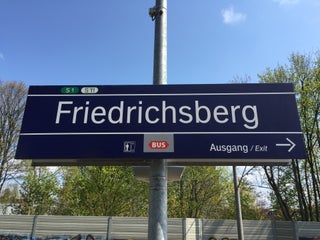 S1 S11
Friedrichsberg
BUS Ausgang / Exit